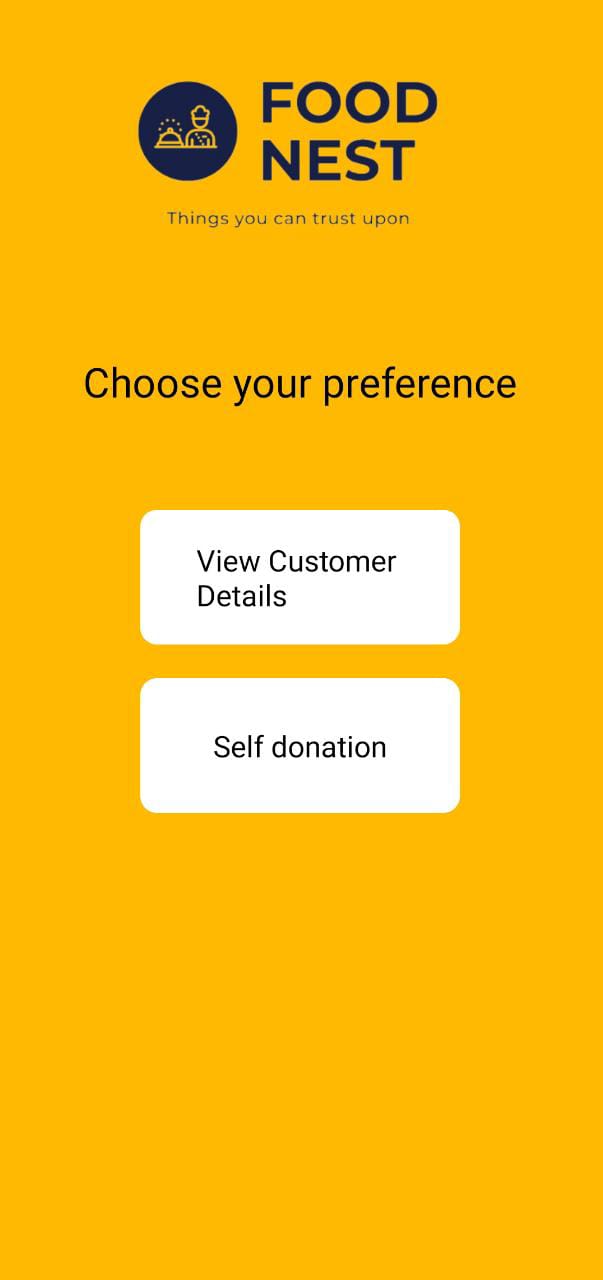 FOOD
NEST
Things you can trust upon
Choose your preference
View Customer
Details
Self donation